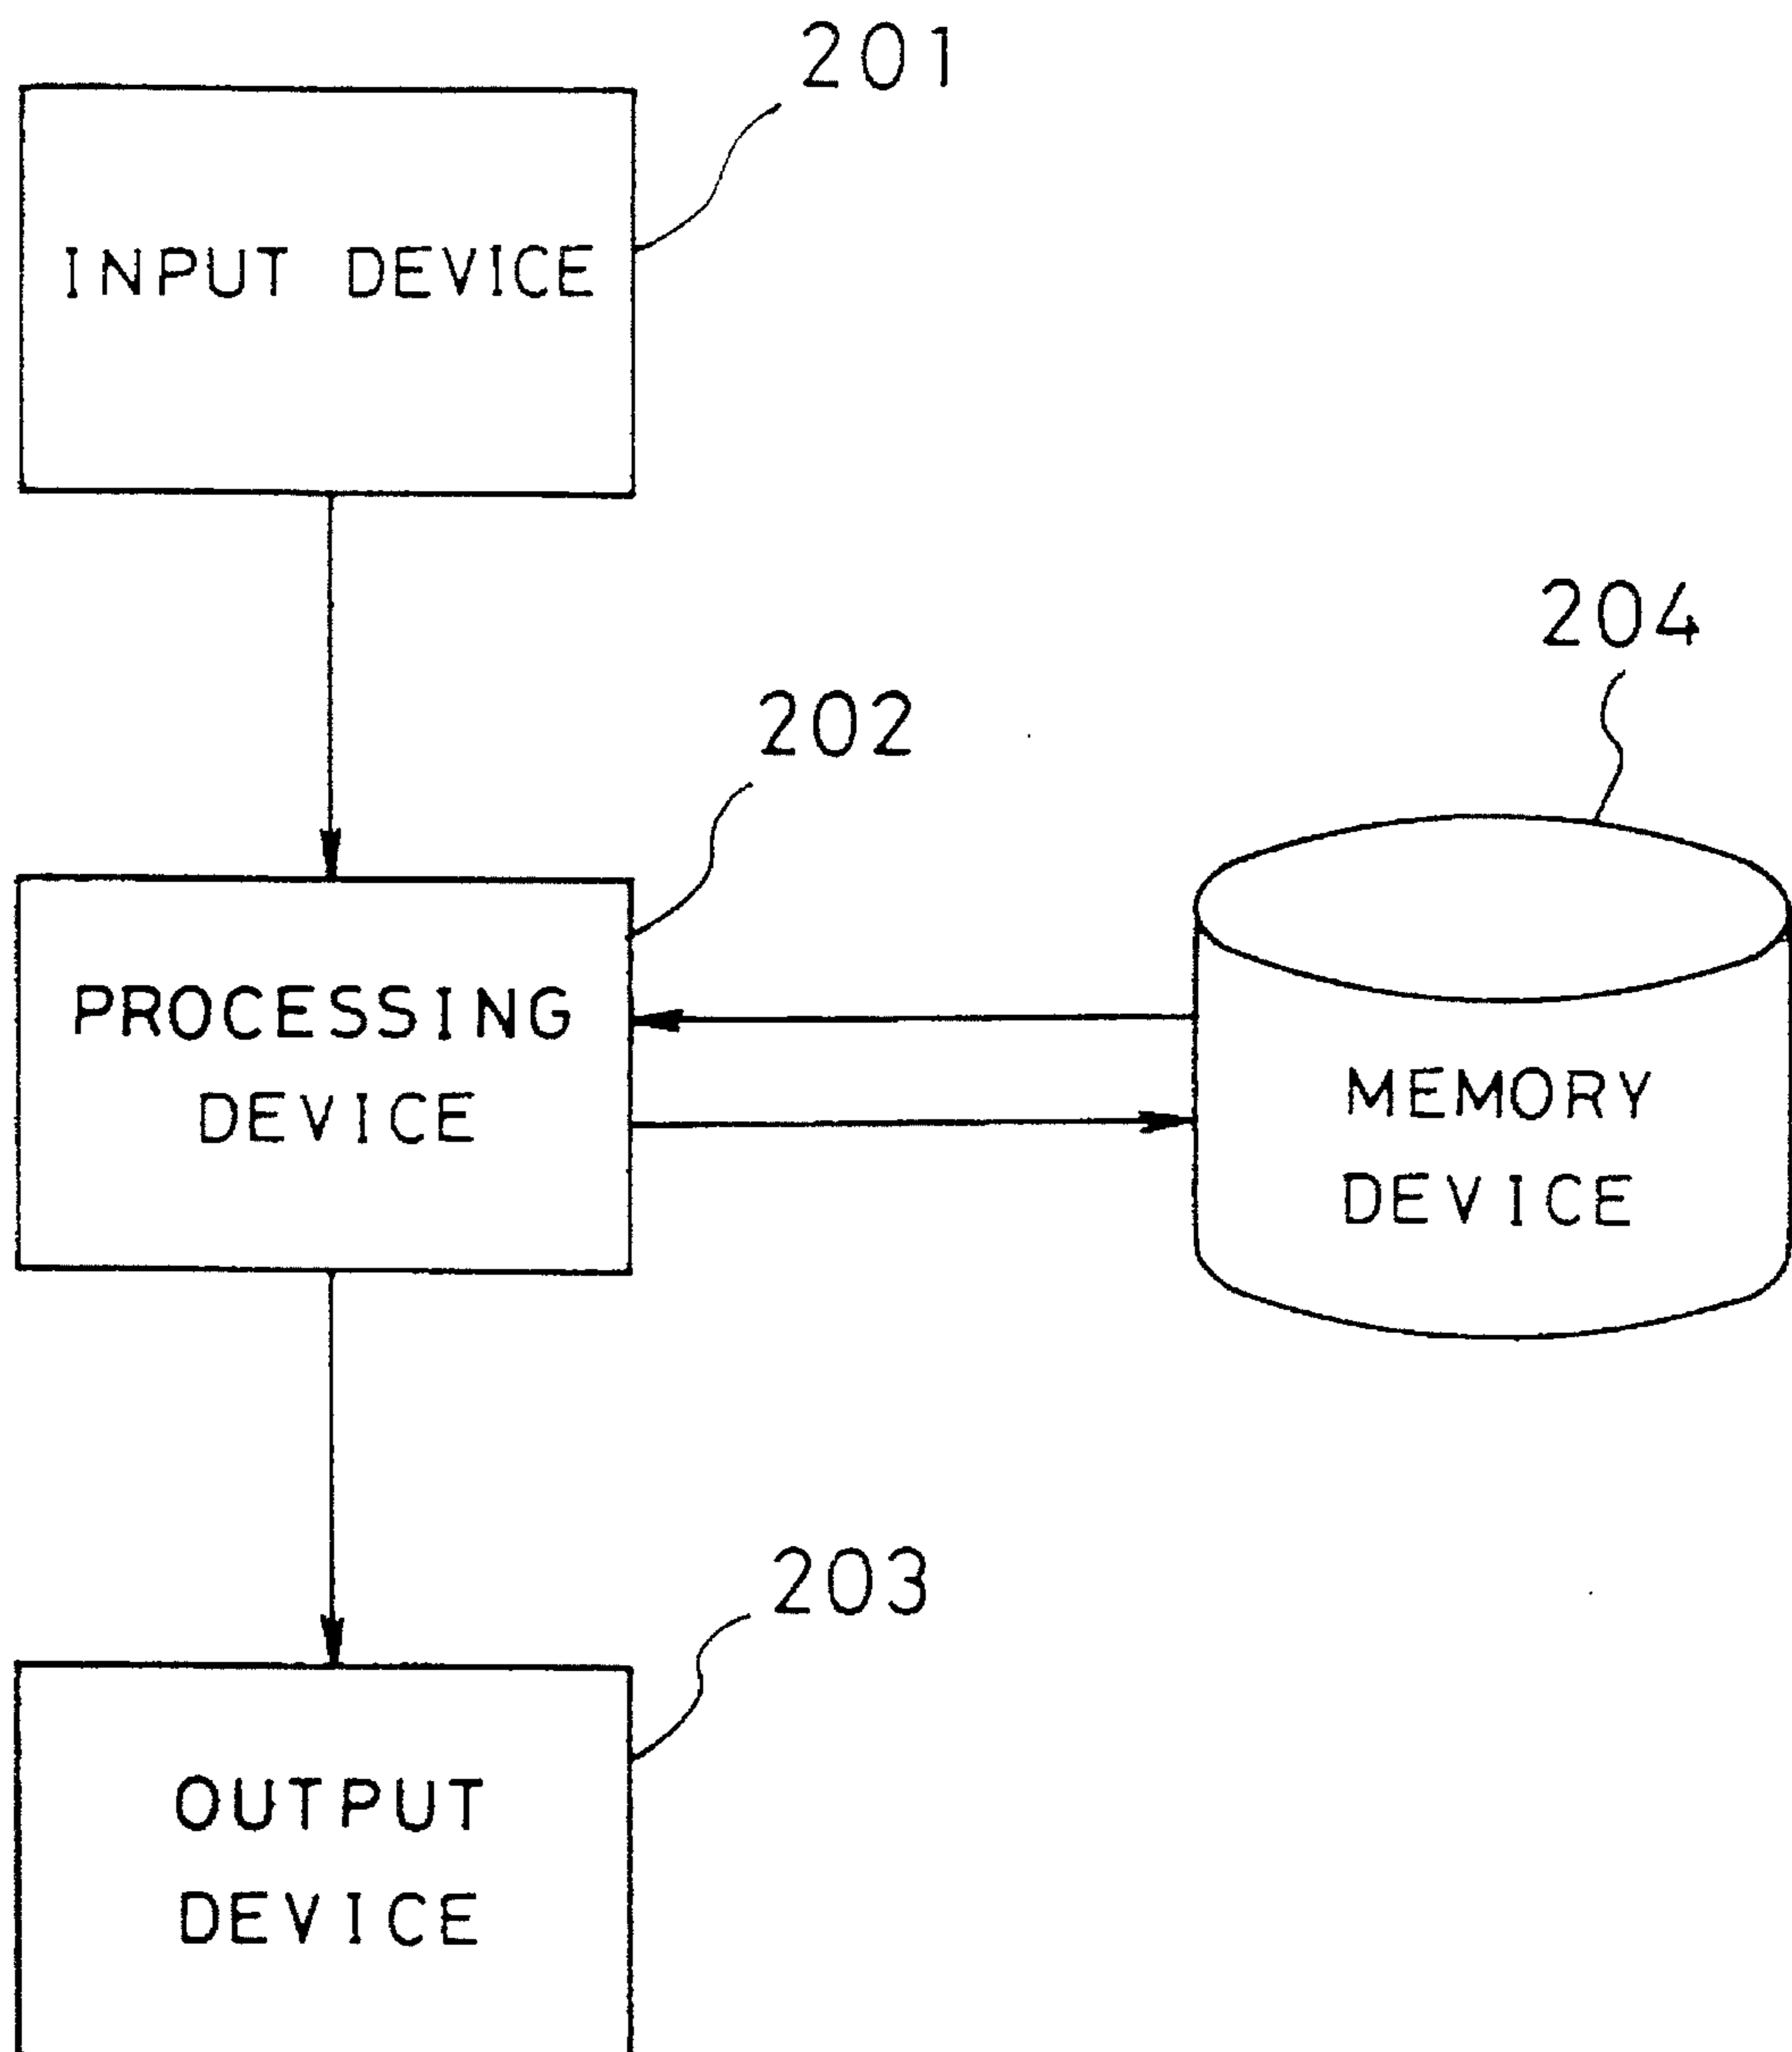 201
INPUT DEVICE
204
202
PROCESSING
DEVICE
MEMORY
DEVICE
203
OUTPUT
DEVICE